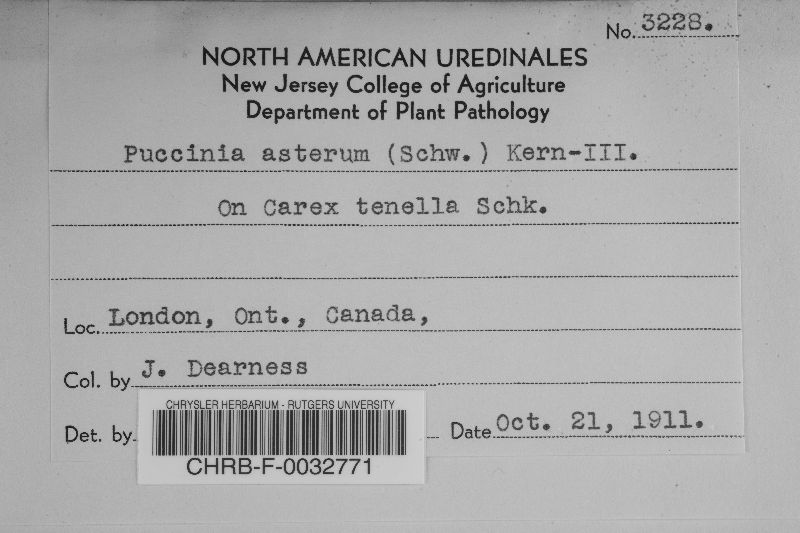 No. 3228.
NORTH AMERICAN UREDINALES
New Jersey College of Agriculture
Department of Plant Pathology
Puccinia asterum (Schw.) Kern-III.
On Carex tenella Schk.
Loc. London, Ont., Canada,
Col. by J. Dearness
Det. by
Date Oct. 21, 1911.
CHRYSLER HERBARIUM - RUTGERS UNIVERSITY
CHRB-F-0032771